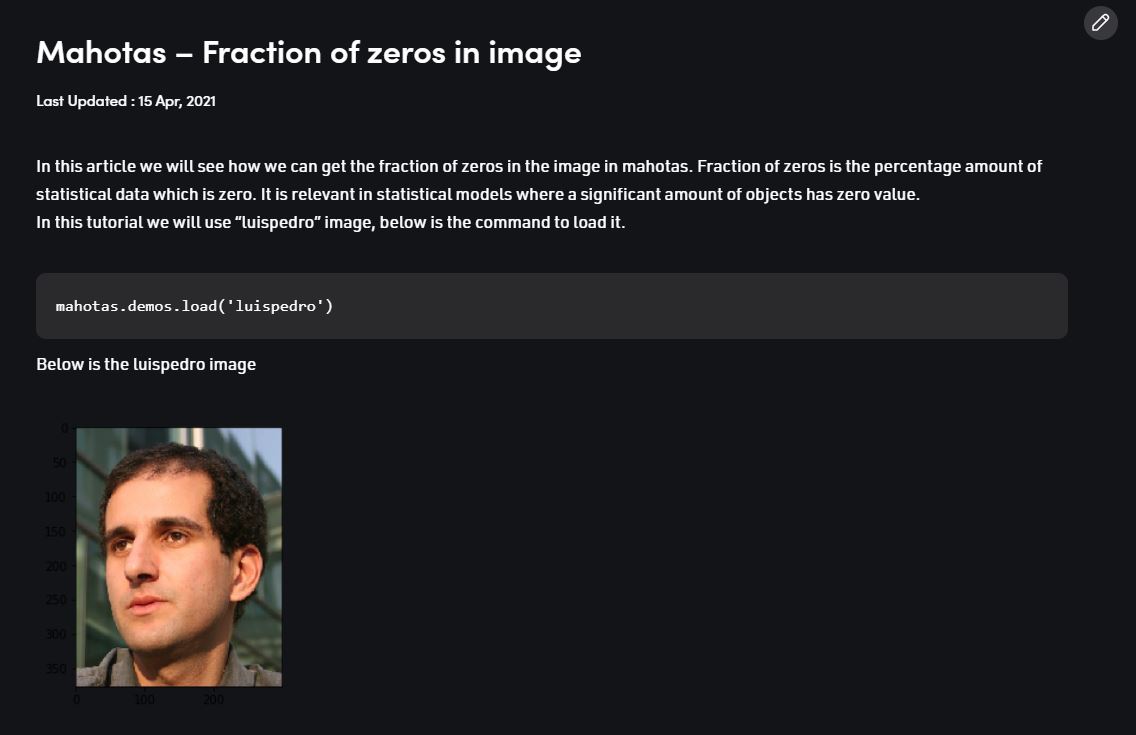 Mahotas – Fraction of zeros in image
Last Updated : 15 Apr, 2021
In this article we will see how we can get the fraction of zeros in the image in mahotas. Fraction of zeros is the percentage amount of
statistical data which is zero. It is relevant in statistical models where a significant amount of objects has zero value.
In this tutorial we will use “luispedro” image, below is the command to load it.
mahotas.demos.load('luispedro')
Below is the luispedro image
0
50
100
150
200
250
300
350
0 100 200